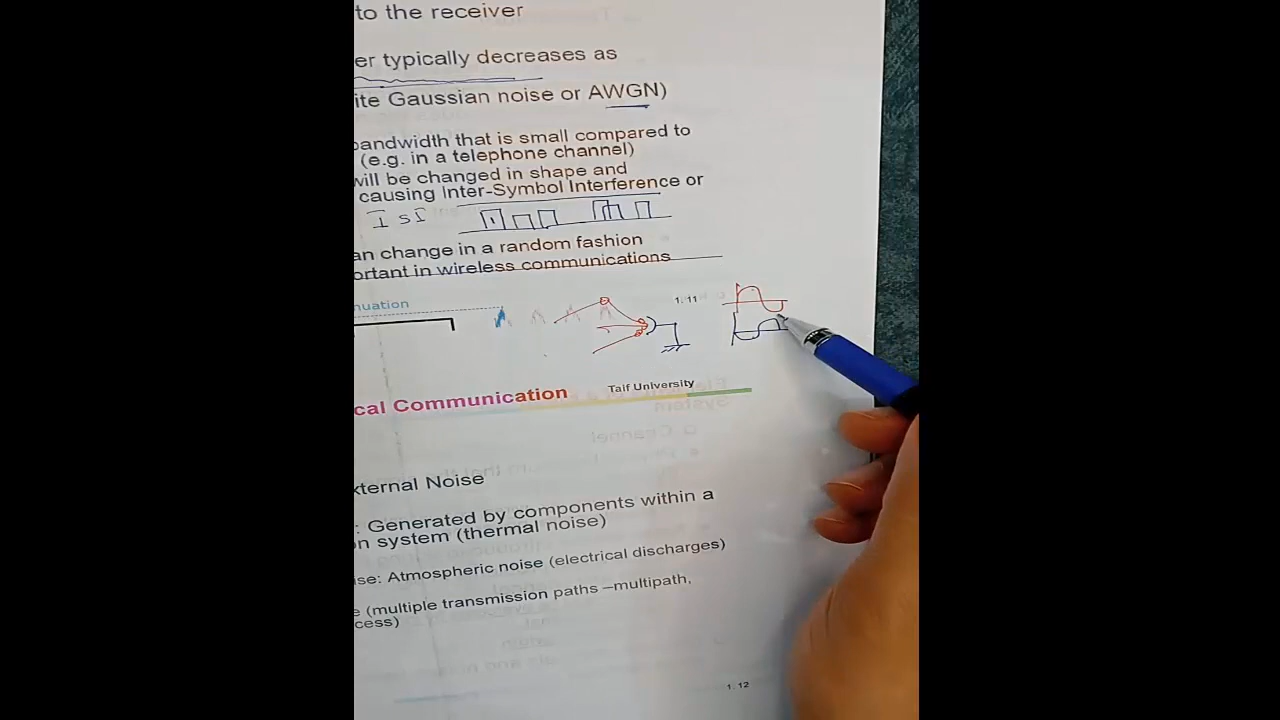 to the receiver
er typically decreases as
ite Gaussian noise or AWGN)
bandwidth that is small compared to
(e.g. in a telephone channel)
will be changed in shape and
causing Inter-Symbol Interference or
I S I
an change in a random fashion
ortant in wireless communications
nuation
1. 11
cal Communication
Taif University
xternal Noise
: Generated by components within a
on system (thermal noise)
ise: Atmospheric noise (electrical discharges)
e (multiple transmission paths –multipath,
cess)
1. 12